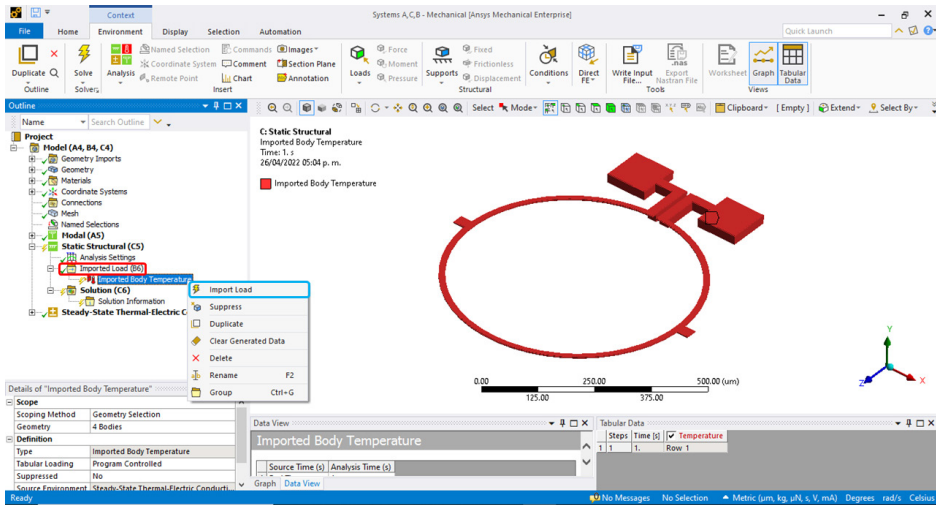 Context
Systems A,C,B - Mechanical [Ansys Mechanical Enterprise]
File Home Environment Display Selection Automation
Quick Launch
Duplicate Q
Outline
Solve
Analysis
Named Selection
Coordinate System
Remote Point
Commands
Comment
Chart
Images▾
Section Plane
Annotation
Insert
Loads
Force
Moment
Pressure
Supports
Fixed
Frictionless
Displacement
Structural
Conditions
Direct FE▾
Write Input File...
Export Nastran File
.nas
Tools
Worksheet
Graph
Tabular Data
Views
Outline
Name Search Outline
Select Mode▾
Clipboard▾ [ Empty ] Extend▾ Select By▾
Project
Model (A4, B4, C4)
Geometry Imports
Geometry
Materials
Coordinate Systems
Connections
Mesh
Named Selections
Modal (A5)
Static Structural (C5)
Analysis Settings
Imported Load (B6)
Imported Body Temperature
Solution (C6)
Solution Information
Steady-State Thermal-Electric C
Import Load
Suppress
Duplicate
Clear Generated Data
Delete
Rename F2
Group Ctrl+G
C: Static Structural
Imported Body Temperature
Time: 1. s
26/04/2022 05:04 p. m.
Imported Body Temperature
0.00 250.00 500.00 (um)
125.00 375.00
Y
Z X
Details of "Imported Body Temperature"
Scope
Scoping Method Geometry Selection
Geometry 4 Bodies
Definition
Type Imported Body Temperature
Tabular Loading Program Controlled
Suppressed No
Source Environment Steady-State Thermal-Electric Conducti...
Data View
Imported Body Temperature
Source Time (s) Analysis Time (s)
Graph Data View
Tabular Data
Steps Time [s] Temperature
1 1 1. Row 1
Ready
No Messages No Selection Metric (µm, kg, µN, s, V, mA) Degrees rad/s Celsius